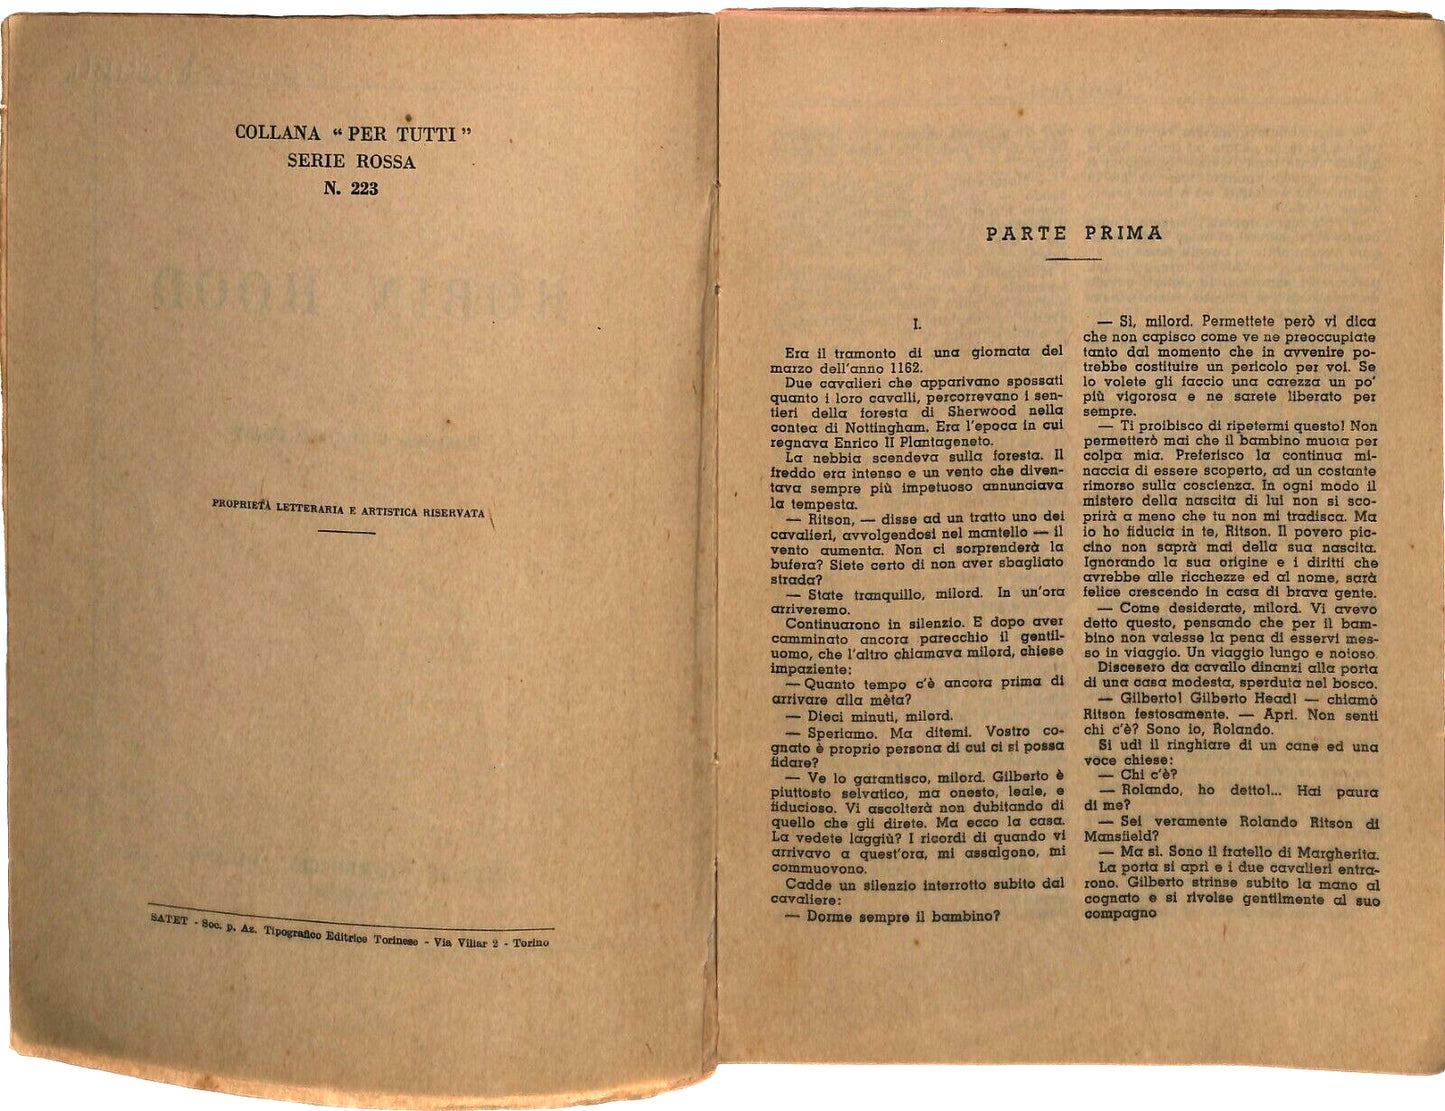 COLLANA “PER TUTTI”
SERIE ROSSA
N. 223
PROPRIETÀ LETTERARIA E ARTISTICA RISERVATA
SATET - Soc. p. Az. Tipografico Editrice Torinese - Via Villar 2 - Torino
PARTE PRIMA
I.
Era il tramonto di una giornata del
marzo dell'anno 1162.
Due cavalieri che apparivano spossati
quanto i loro cavalli, percorrevano i sen-
tieri della foresta di Sherwood nella
contea di Nottingham. Era l'epoca in cui
regnava Enrico II Plantageneto.
La nebbia scendeva sulla foresta. Il
freddo era intenso e un vento che diven-
tava sempre più impetuoso annunciava
la tempesta.
— Ritson, — disse ad un tratto uno dei
cavalieri, avvolgendosi nel mantello — il
vento aumenta. Non ci sorprenderà la
bufera? Siete certo di non aver sbagliato
strada?
— State tranquillo, milord. In un'ora
arriveremo.
Continuarono in silenzio. E dopo aver
camminato ancora parecchio il gentil-
uomo, che l'altro chiamava milord, chiese
impaziente:
— Quanto tempo c'è ancora prima di
arrivare alla mèta?
— Dieci minuti, milord.
— Speriamo. Ma ditemi. Vostro co-
gnato è proprio persona di cui ci si possa
fidare?
— Ve lo garantisco, milord. Gilberto è
piuttosto selvatico, ma onesto, leale, e
fiducioso. Vi ascolterà non dubitando di
quello che gli direte. Ma ecco la casa.
La vedete laggiù? I ricordi di quando vi
arrivavo a quest'ora, mi assalgono, mi
commuovono.
Cadde un silenzio interrotto subito dal
cavaliere:
— Dorme sempre il bambino?
— Sì, milord. Permettete però vi dica
che non capisco come ve ne preoccupiate
tanto dal momento che in avvenire po-
trebbe costituire un pericolo per voi. Se
lo volete gli faccio una carezza un po'
più vigorosa e ne sarete liberato per
sempre.
— Ti proibisco di ripetermi questo! Non
permetterò mai che il bambino muoia per
colpa mia. Preferisco la continua mi-
naccia di essere scoperto, ad un costante
rimorso sulla coscienza. In ogni modo il
mistero della nascita di lui non si sco-
prirà a meno che tu non mi tradisca. Ma
io ho fiducia in te, Ritson. Il povero pic-
cino non saprà mai della sua nascita.
Ignorando la sua origine e i diritti che
avrebbe alle ricchezze ed al nome, sarà
felice crescendo in casa di brava gente.
— Come desiderate, milord. Vi avevo
detto questo, pensando che per il bam-
bino non valesse la pena di esservi mes-
so in viaggio. Un viaggio lungo e noioso
Discesero da cavallo dinanzi alla porta
di una casa modesta, sperduta nel bosco.
— Gilberto! Gilberto Head! — chiamò
Ritson festosamente. — Apri. Non senti
chi c'è? Sono io, Rolando.
Si udì il ringhiare di un cane ed una
voce chiese:
— Chi c'è?
— Rolando, ho detto!... Hai paura
di me?
— Sei veramente Rolando Ritson di
Mansfield?
— Ma sì. Sono il fratello di Margherita.
La porta si aprì e i due cavalieri entra-
rono. Gilberto strinse subito la mano al
cognato e si rivolse gentilmente al suo
compagno